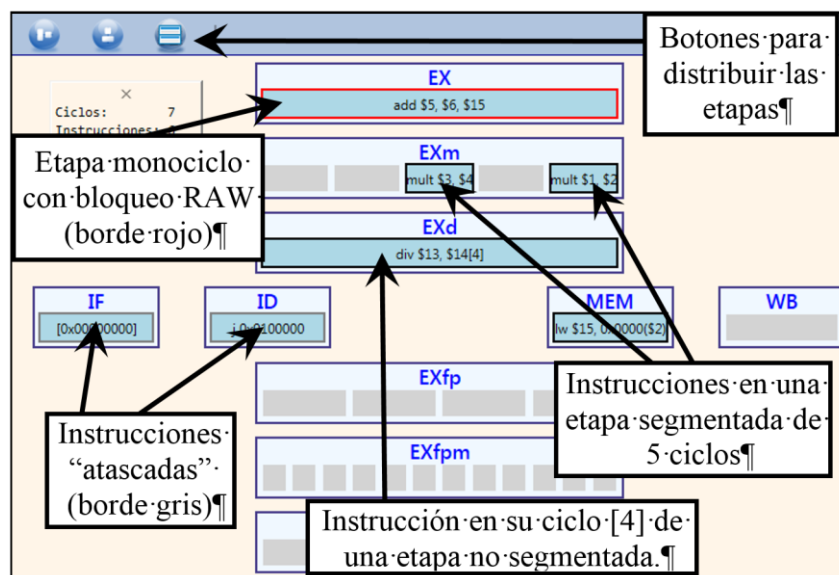 Botones·para·
distribuir·las·
etapas¶
EX
add $5, $6, $15
Ciclos: 7
Instrucciones:
Etapa·monociclo·
con·bloqueo·RAW·
(borde·rojo)¶
EXm
mult $3, $4
mult $1, $2
EXd
div $13, $14[4]
IF
[0x00000000]
ID
j 0x0100000
MEM
lw $15, 0x0000($2)
WB
EXfp
Instrucciones·en·una·
etapa·segmentada·de·
5·ciclos¶
Instrucciones·
“atascadas”·
(borde·gris)¶
EXfpm
Instrucción·en·su·ciclo·[4]·de·
una·etapa·no·segmentada.¶